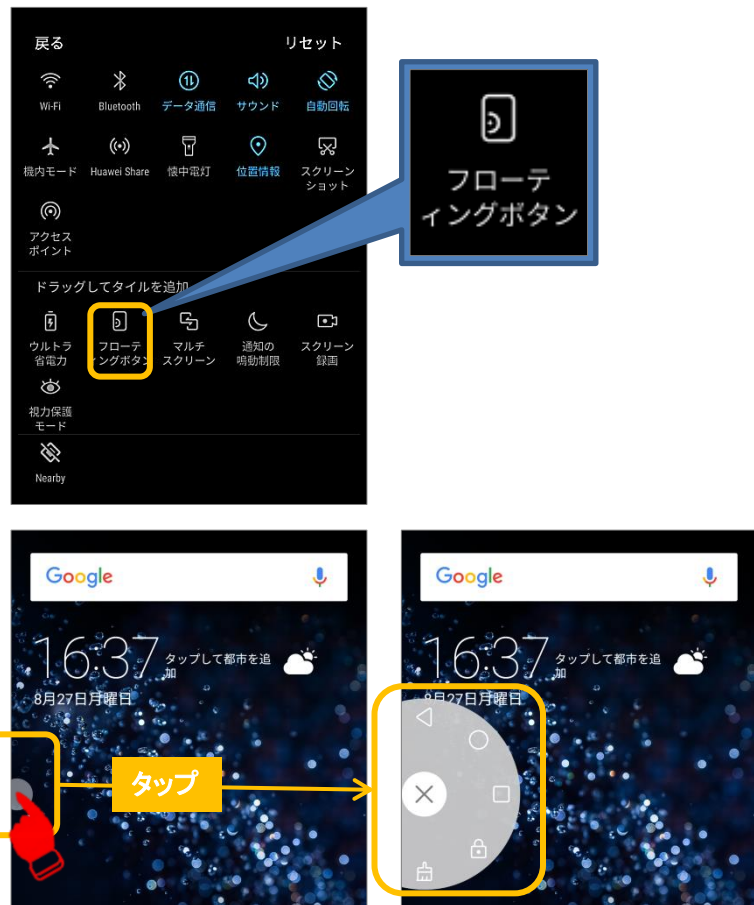 戻る
リセット
Wi-Fi
Bluetooth
データ通信
サウンド
自動回転
機内モード
Huawei Share
懐中電灯
位置情報
スクリーン
ショット
アクセス
ポイント
ドラッグしてタイルを追加
ウルトラ
省電力
フローテ
ィングボタン
マルチ
スクリーン
通知の
鳴動制限
スクリーン
録画
視力保護
モード
Nearby
フローテ
ィングボタン
Google
16:37
タップして都市を追
加
8月27日月曜日
タップ
Google
16:37
タップして都市を追
加
8月27日月曜日